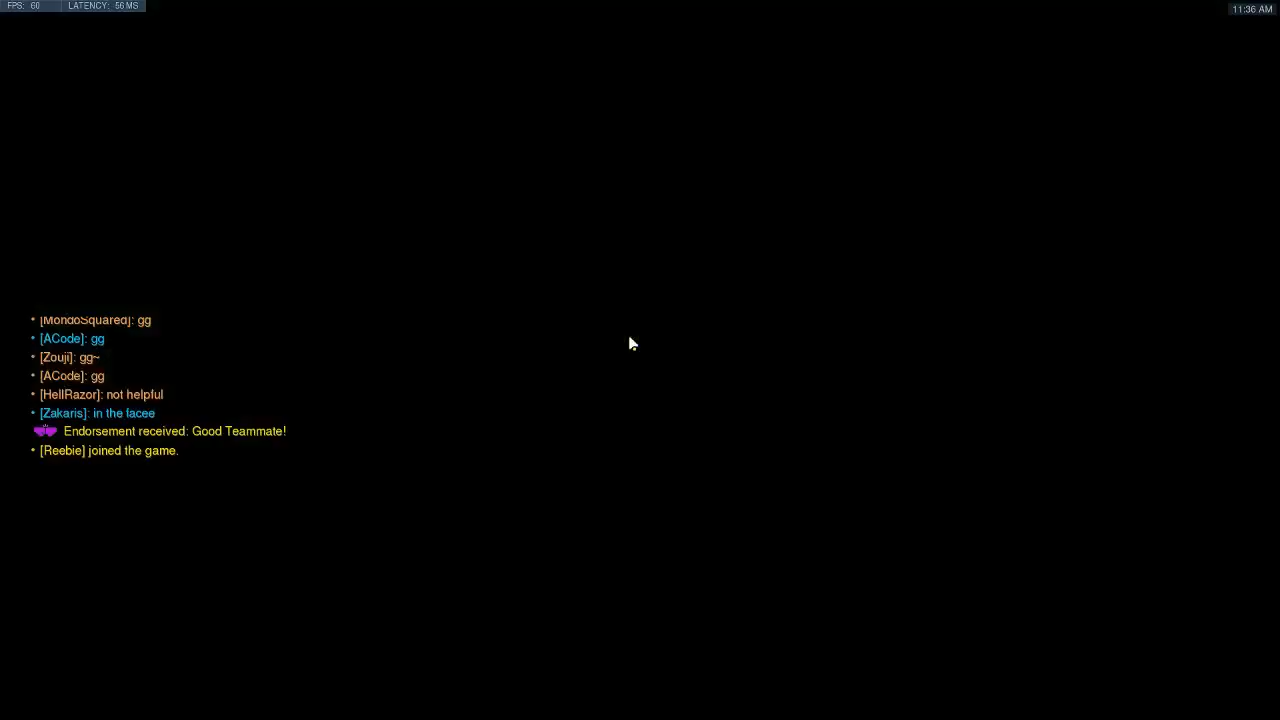 FPS: 60 LATENCY: 56 MS
11:36 AM
• [MondoSquared]: gg
• [ACode]: gg
• [Zouji]: gg~
• [ACode]: gg
• [HellRazor]: not helpful
• [Zakaris]: in the facee
Endorsement received: Good Teammate!
• [Reebie] joined the game.